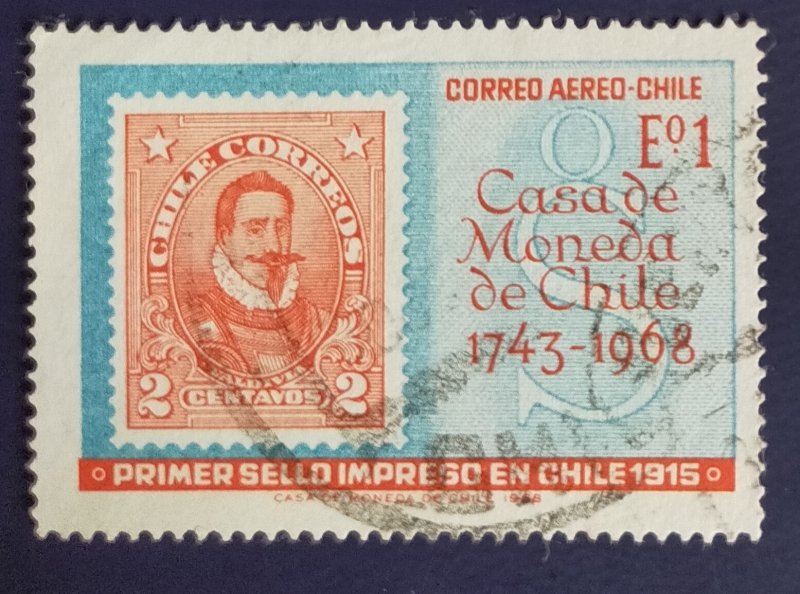 CORREO AEREO-CHILE
Eº.1
Casa de
Moneda
de Chile
1743-1968
CHILE CORREOS
VALDIVIA
2 CENTAVOS 2
PRIMER SELLO IMPRESO EN CHILE 1915
CASA DE MONEDA DE CHILE 1968